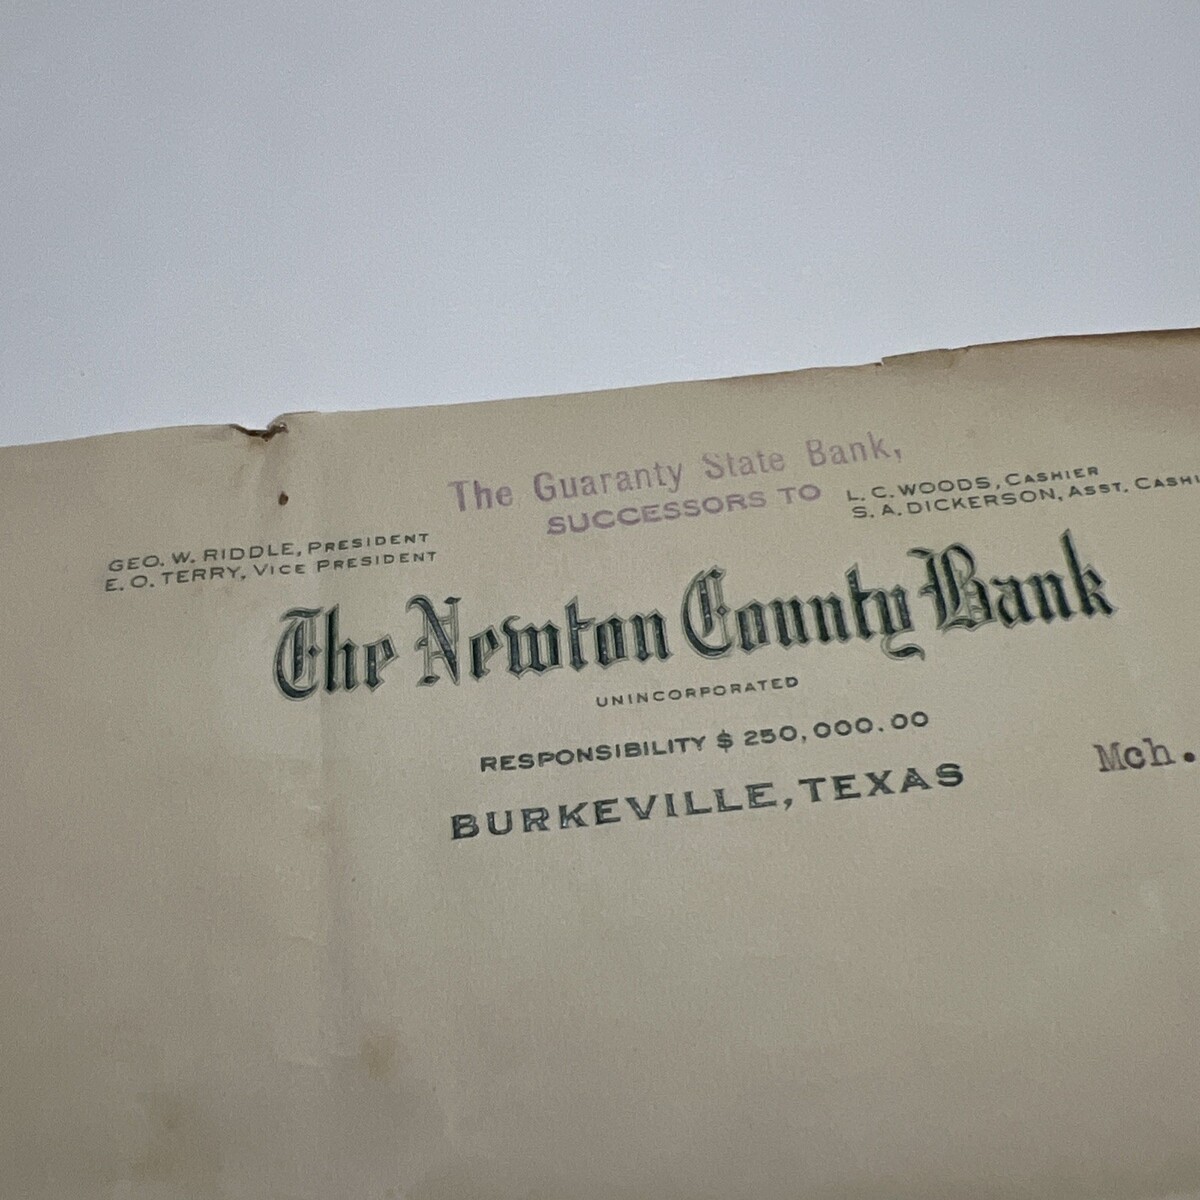 The Guaranty State Bank,
SUCCESSORS TO
GEO. W. RIDDLE, PRESIDENT
E. O. TERRY, VICE PRESIDENT
L. C. WOODS, CASHIER
S. A. DICKERSON, ASST. CASHI
The Newton County Bank
UNINCORPORATED
RESPONSIBILITY $ 250,000.00
BURKEVILLE, TEXAS
Mch.